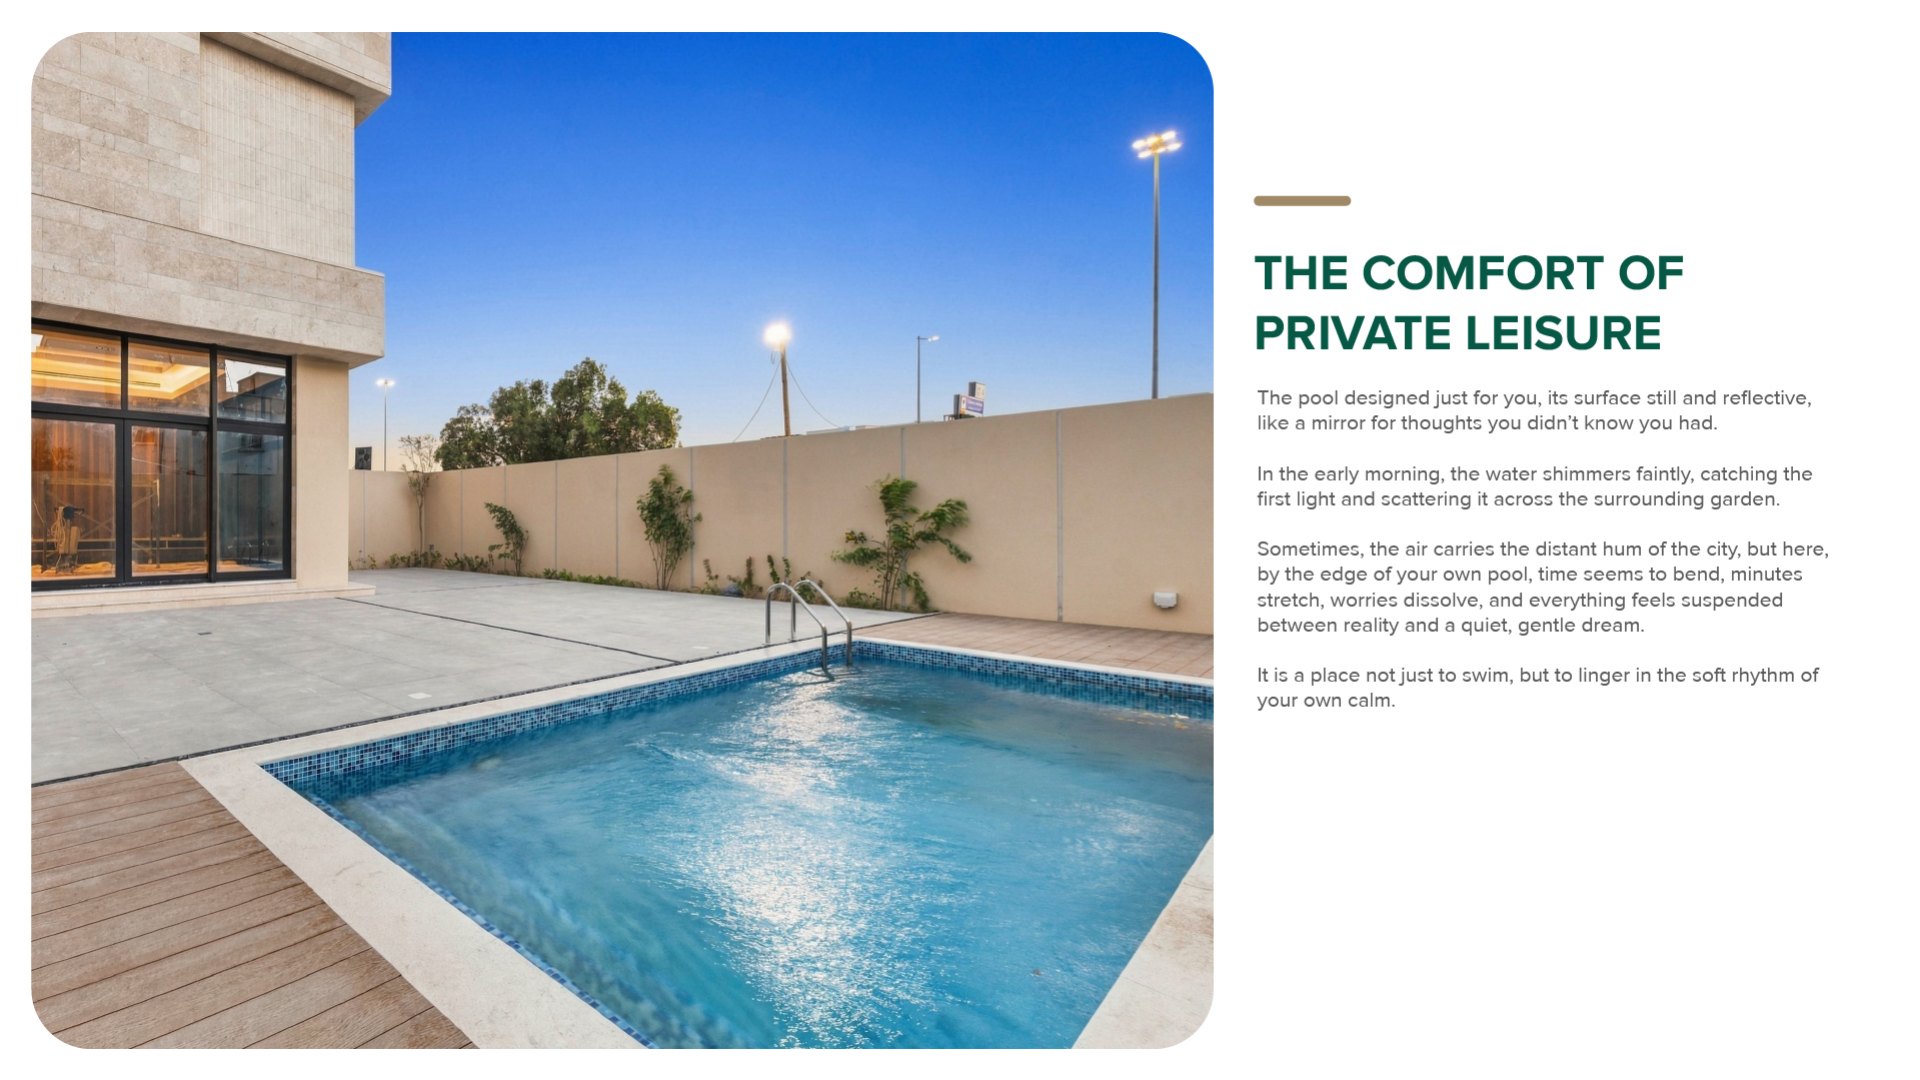 THE COMFORT OF
PRIVATE LEISURE
The pool designed just for you, its surface still and reflective,
like a mirror for thoughts you didn’t know you had.
In the early morning, the water shimmers faintly, catching the
first light and scattering it across the surrounding garden.
Sometimes, the air carries the distant hum of the city, but here,
by the edge of your own pool, time seems to bend, minutes
stretch, worries dissolve, and everything feels suspended
between reality and a quiet, gentle dream.
It is a place not just to swim, but to linger in the soft rhythm of
your own calm.